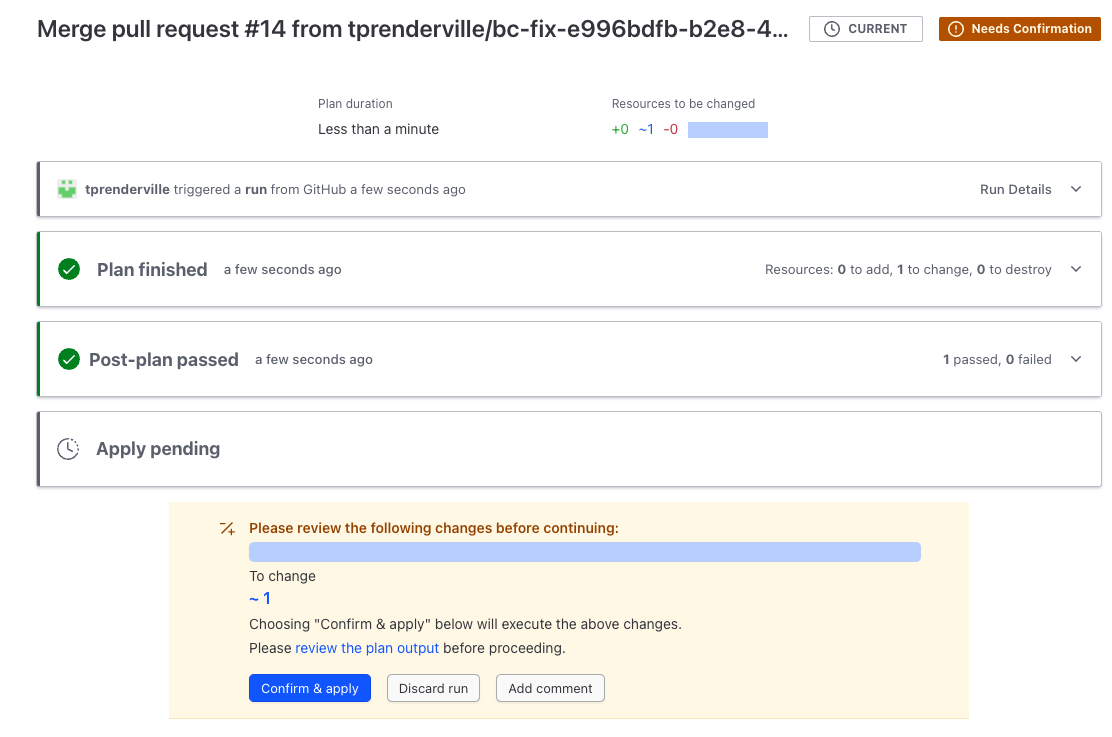 Merge pull request #14 from tprenderville/bc-fix-e996bdfb-b2e8-4... CURRENT Needs Confirmation
Plan duration Resources to be changed
Less than a minute +0 ~1 -0
tprenderville triggered a run from GitHub a few seconds ago Run Details
Plan finished a few seconds ago Resources: 0 to add, 1 to change, 0 to destroy
Post-plan passed a few seconds ago 1 passed, 0 failed
Apply pending
Please review the following changes before continuing:
To change
~ 1
Choosing "Confirm & apply" below will execute the above changes.
Please review the plan output before proceeding.
Confirm & apply Discard run Add comment